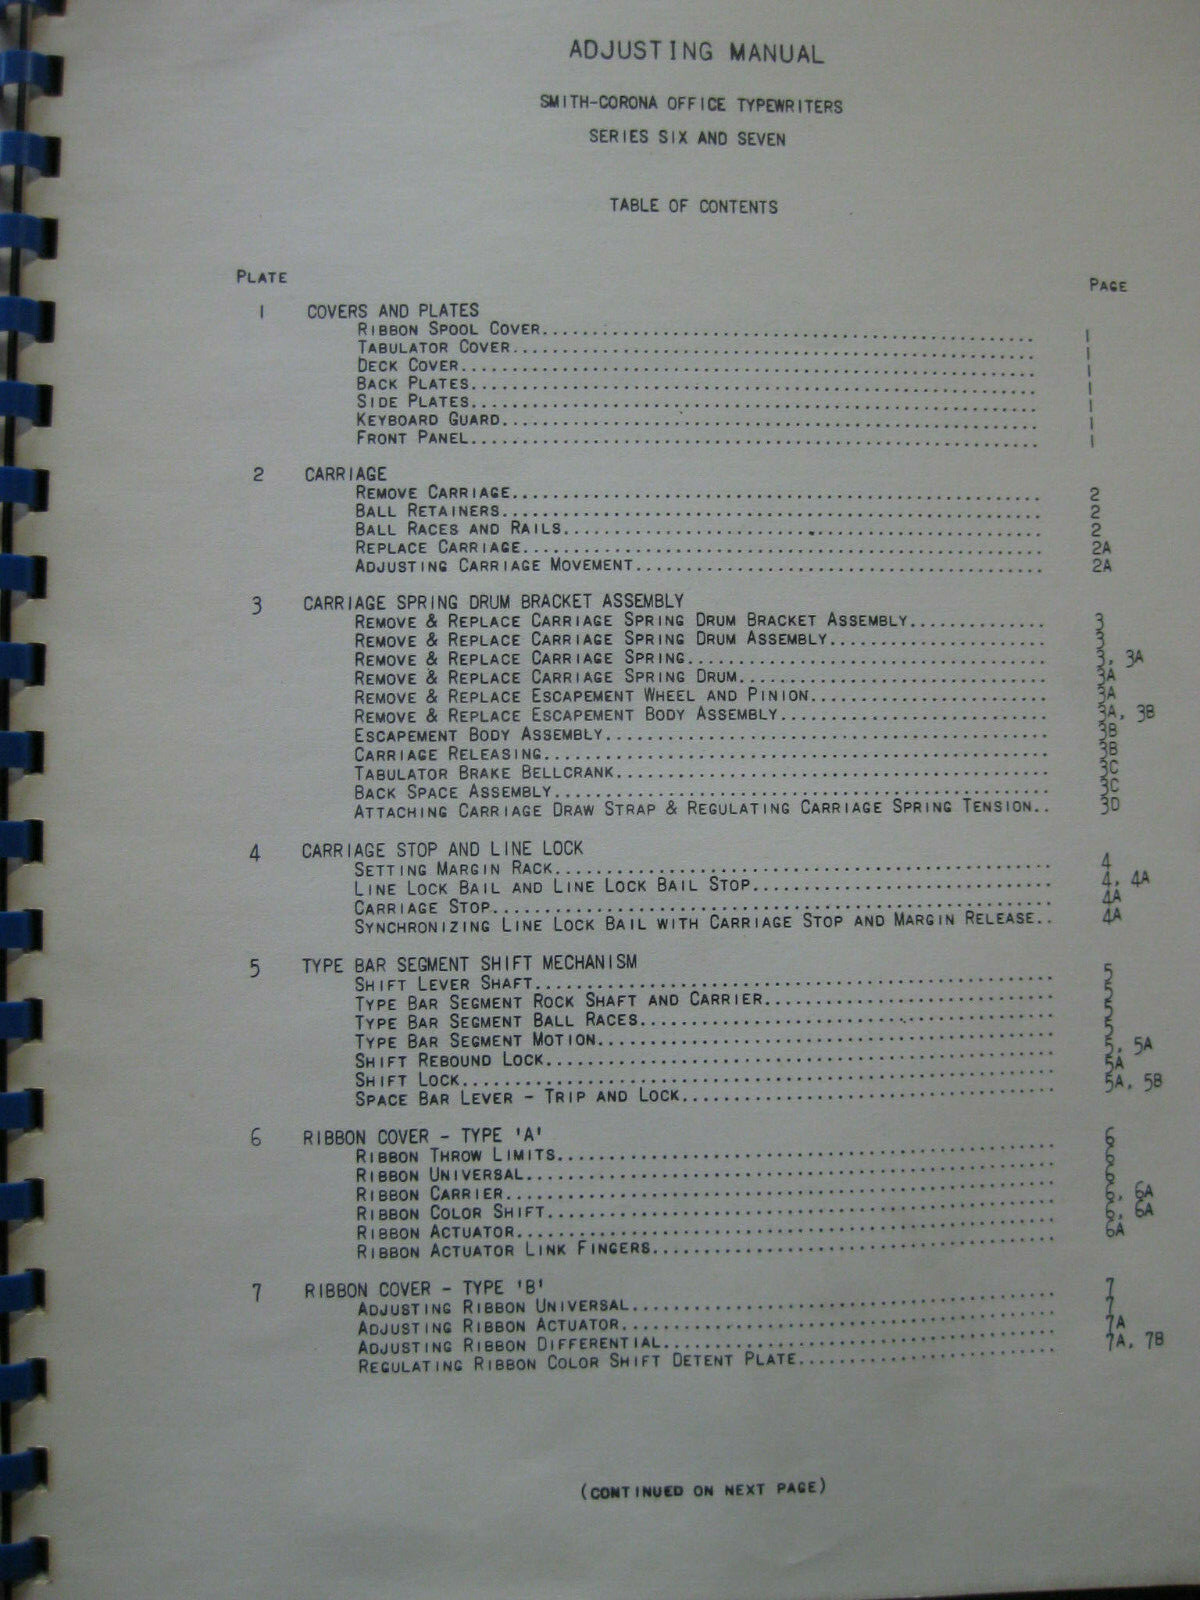 ADJUSTING MANUAL
SMITH-CORONA OFFICE TYPEWRITERS
SERIES SIX AND SEVEN
TABLE OF CONTENTS
PLATE PAGE
1 COVERS AND PLATES
RIBBON SPOOL COVER 1
TABULATOR COVER 1
DECK COVER 1
BACK PLATES 1
SIDE PLATES 1
KEYBOARD GUARD 1
FRONT PANEL 1
2 CARRIAGE
REMOVE CARRIAGE 2
BALL RETAINERS 2
BALL RACES AND RAILS 2
REPLACE CARRIAGE 2A
ADJUSTING CARRIAGE MOVEMENT 2A
3 CARRIAGE SPRING DRUM BRACKET ASSEMBLY
REMOVE & REPLACE CARRIAGE SPRING DRUM BRACKET ASSEMBLY 3
REMOVE & REPLACE CARRIAGE SPRING DRUM ASSEMBLY 3
REMOVE & REPLACE CARRIAGE SPRING 3, 3A
REMOVE & REPLACE CARRIAGE SPRING DRUM 3A
REMOVE & REPLACE ESCAPEMENT WHEEL AND PINION 3A
REMOVE & REPLACE ESCAPEMENT BODY ASSEMBLY 3A, 3B
ESCAPEMENT BODY ASSEMBLY 3B
CARRIAGE RELEASING 3B
TABULATOR BRAKE BELLCRANK 3C
BACK SPACE ASSEMBLY 3C
ATTACHING CARRIAGE DRAW STRAP & REGULATING CARRIAGE SPRING TENSION 3D
4 CARRIAGE STOP AND LINE LOCK
SETTING MARGIN RACK 4
LINE LOCK BAIL AND LINE LOCK BAIL STOP 4, 4A
CARRIAGE STOP 4A
SYNCHRONIZING LINE LOCK BAIL WITH CARRIAGE STOP AND MARGIN RELEASE 4A
5 TYPE BAR SEGMENT SHIFT MECHANISM
SHIFT LEVER SHAFT 5
TYPE BAR SEGMENT ROCK SHAFT AND CARRIER 5
TYPE BAR SEGMENT BALL RACES 5
TYPE BAR SEGMENT MOTION 5
SHIFT REBOUND LOCK 5, 5A
SHIFT LOCK 5A
SPACE BAR LEVER - TRIP AND LOCK 5A, 5B
6 RIBBON COVER - TYPE 'A'
RIBBON THROW LIMITS 6
RIBBON UNIVERSAL 6
RIBBON CARRIER 6
RIBBON COLOR SHIFT 6, 6A
RIBBON ACTUATOR 6, 6A
RIBBON ACTUATOR LINK FINGERS 6A
7 RIBBON COVER - TYPE 'B'
ADJUSTING RIBBON UNIVERSAL 7
ADJUSTING RIBBON ACTUATOR 7
ADJUSTING RIBBON DIFFERENTIAL 7A
REGULATING RIBBON COLOR SHIFT DETENT PLATE 7A, 7B
(CONTINUED ON NEXT PAGE)